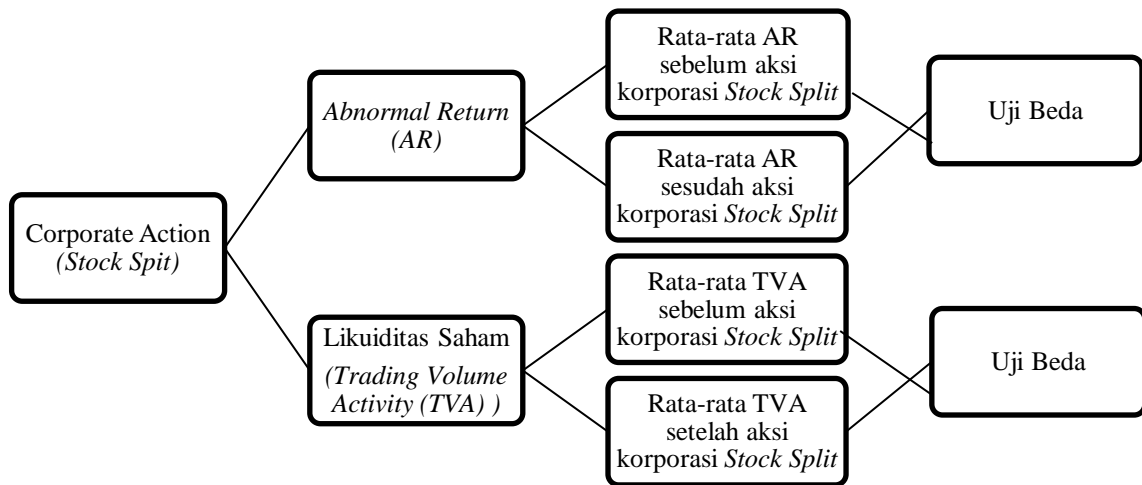 Corporate Action
(Stock Spit)
Abnormal Return
(AR)
Likuiditas Saham
(Trading Volume
Activity (TVA) )
Rata-rata AR
sebelum aksi
korporasi Stock Split
Rata-rata AR
sesudah aksi
korporasi Stock Split
Rata-rata TVA
sebelum aksi
korporasi Stock Split
Rata-rata TVA
setelah aksi
korporasi Stock Split
Uji Beda
Uji Beda